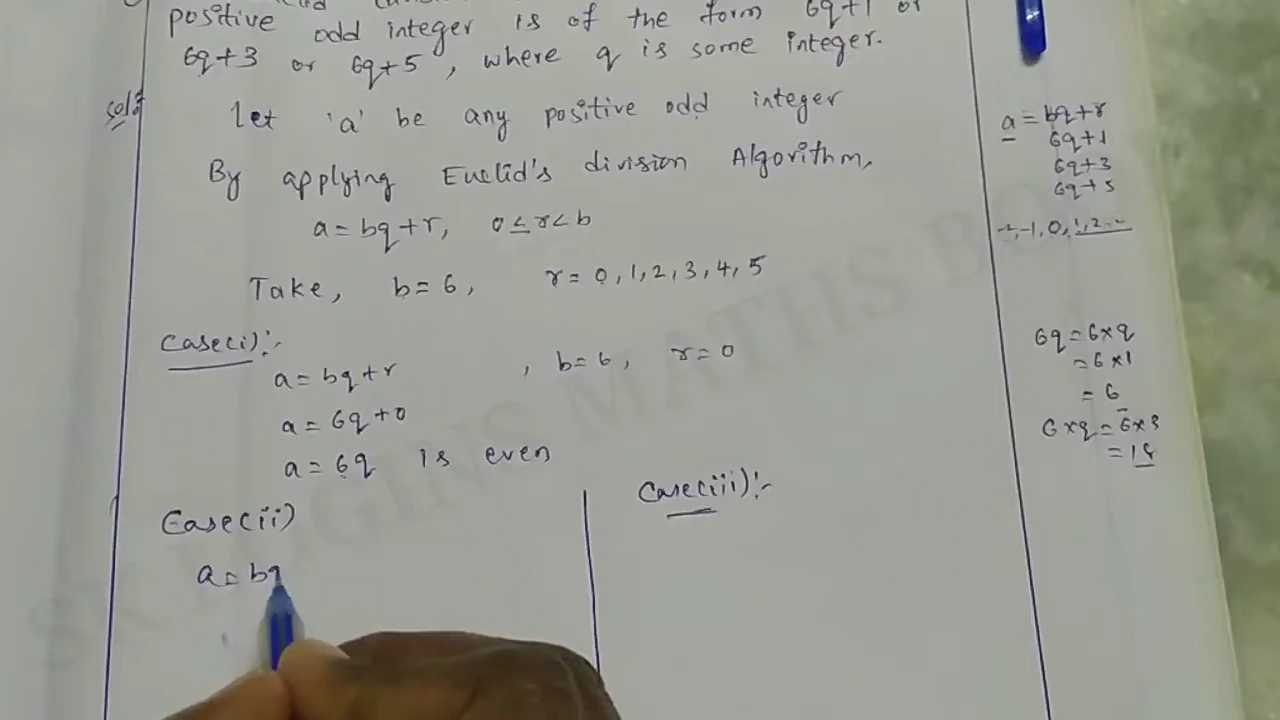 positive odd integer is of the form 6q+1 or
6q+3 or 6q+5, where q is some integer.
Sol:
Let 'a' be any positive odd integer
By applying Euclid's division Algorithm,
a = bq+r, 0≤r<b
Take, b=6, r=0,1,2,3,4,5
Case(i):-
a = bq+r , b=6, r=0
a = 6q+0
a = 6q is even
Case(ii)
a = bq
Case(iii):-
a = bq+r
6q+1
6q+3
6q+5
-1, 0, 1, 2--
6q = 6×q
= 6×1
= 6
6×q = 6×3
= 18